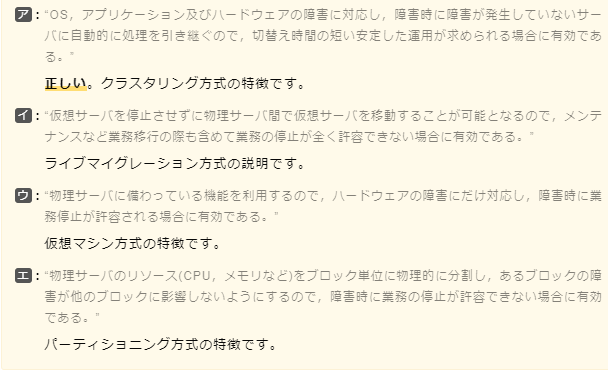 ア：“OS，アプリケーション及びハードウェアの障害に対応し，障害時に障害が発生していないサー
バに自動的に処理を引き継ぐので，切替え時間の短い安定した運用が求められる場合に有効であ
る。”
正しい。クラスタリング方式の特徴です。
イ：“仮想サーバを停止させずに物理サーバ間で仮想サーバを移動することが可能となるので，メンテ
ナンスなど業務移行の際も含めて業務の停止が全く許容できない場合に有効である。”
ライブマイグレーション方式の説明です。
ウ：“物理サーバに備わっている機能を利用するので，ハードウェアの障害にだけ対応し，障害時に業
務停止が許容される場合に有効である。”
仮想マシン方式の特徴です。
エ：“物理サーバのリソース(CPU，メモリなど)をブロック単位に物理的に分割し，あるブロックの障
害が他のブロックに影響しないようにするので，障害時に業務の停止が許容できない場合に有効
である。”
パーティショニング方式の特徴です。